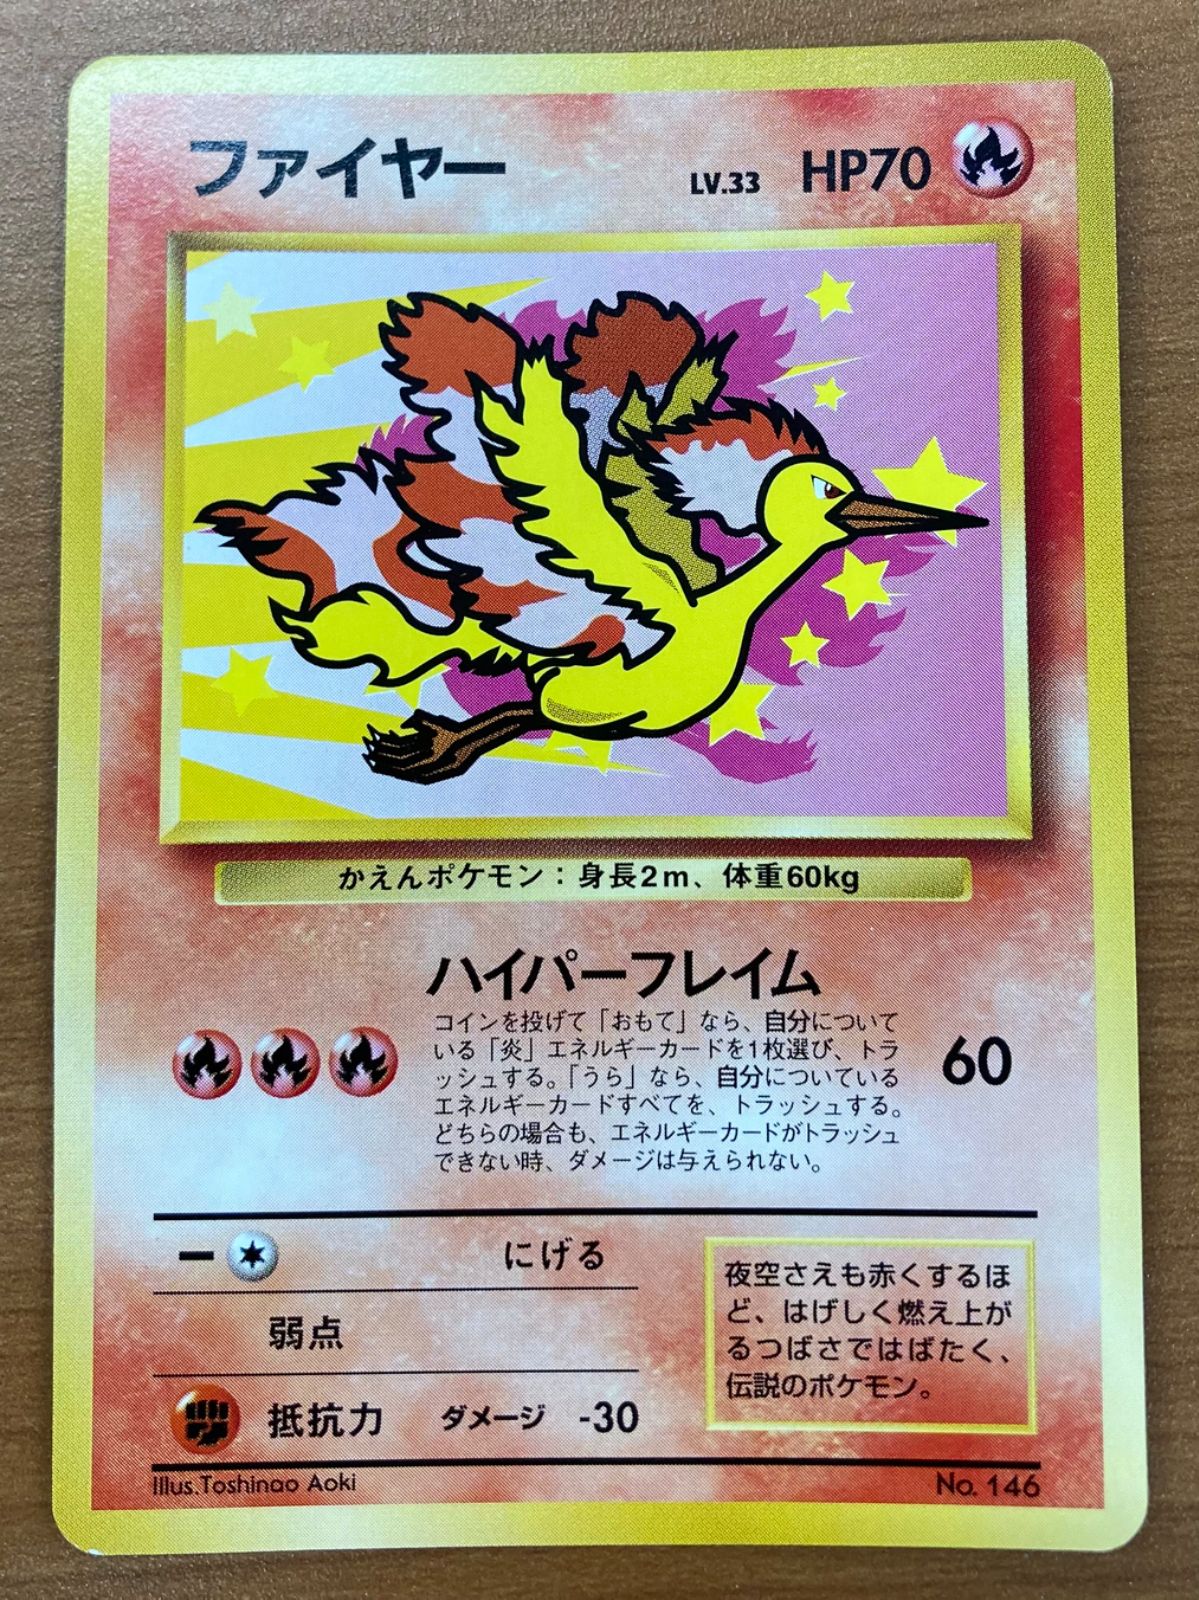 ファイヤー
LV.33 HP70
かえんポケモン：身長2m、体重60kg
ハイパーフレイム
コインを投げて「おもて」なら、自分につい​て
いる「炎」エネルギーカードを1枚選び、トラ
ッシュする。「うら」なら、自分についている
エネルギーカードすべてを、トラッシュする。
どちらの場合も、エネルギーカードがトラッシュ
できない時、ダメージは与えられない。
60
にげる
弱点
抵抗力 ダメージ -30
夜空さえも赤くするほ
ど、はげしく燃え上が
るつばさではばたく、
伝説のポケモン。
Illus.Toshinao Aoki
No. 146